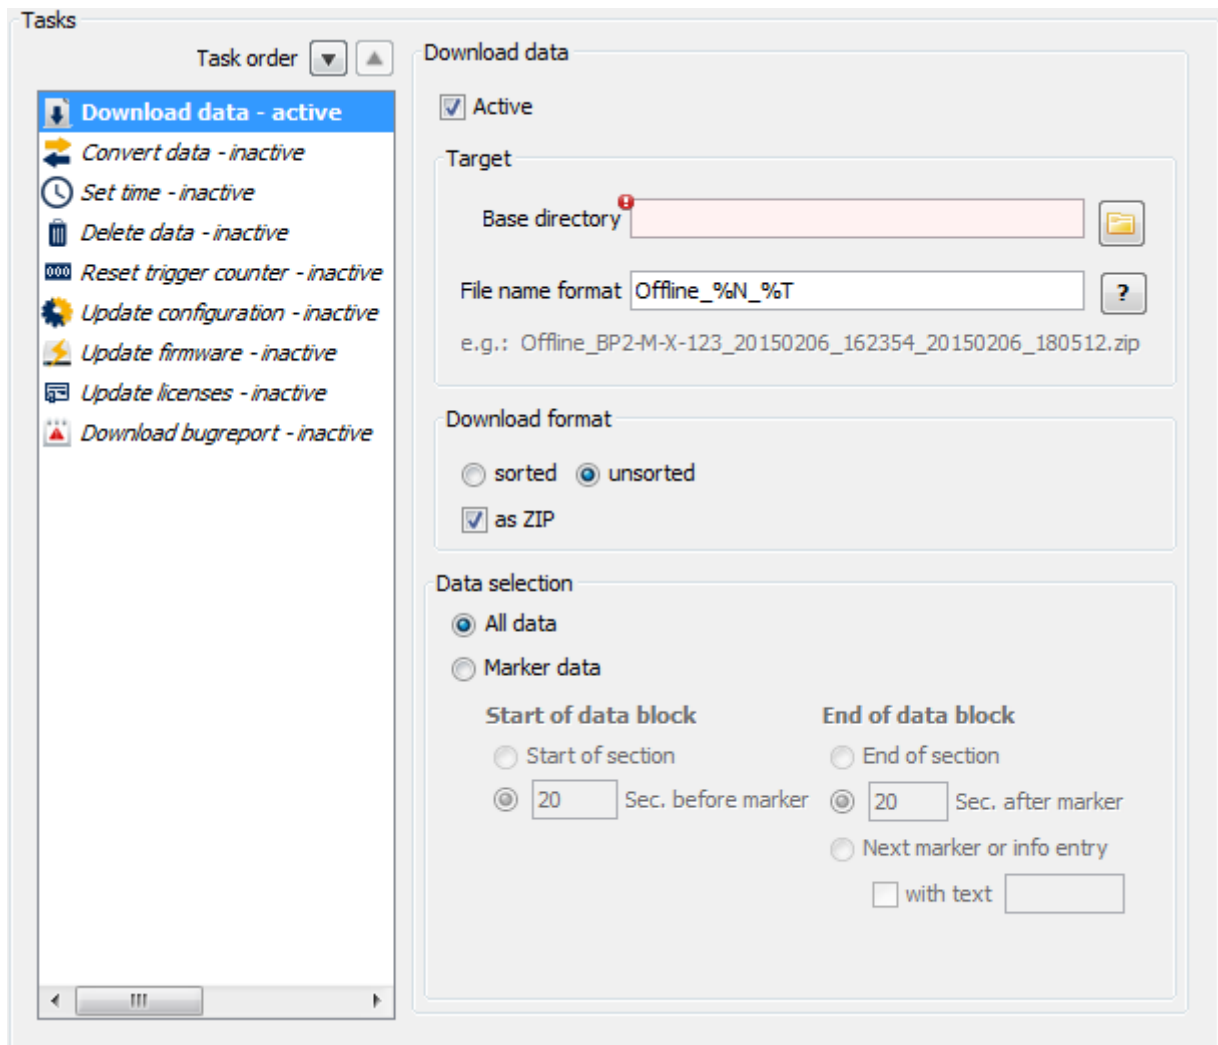 Tasks
Task order
Download data - active
Convert data - inactive
Set time - inactive
Delete data - inactive
000 Reset trigger counter - inactive
Update configuration - inactive
Update firmware - inactive
Update licenses - inactive
Download bugreport - inactive
Download data
Active
Target
Base directory
File name format Offline_%N_%T ?
e.g.: Offline_BP2-M-X-123_20150206_162354_20150206_180512.zip
Download format
sorted unsorted
as ZIP
Data selection
All data
Marker data
Start of data block End of data block
Start of section End of section
20 Sec. before marker 20 Sec. after marker
Next marker or info entry
with text